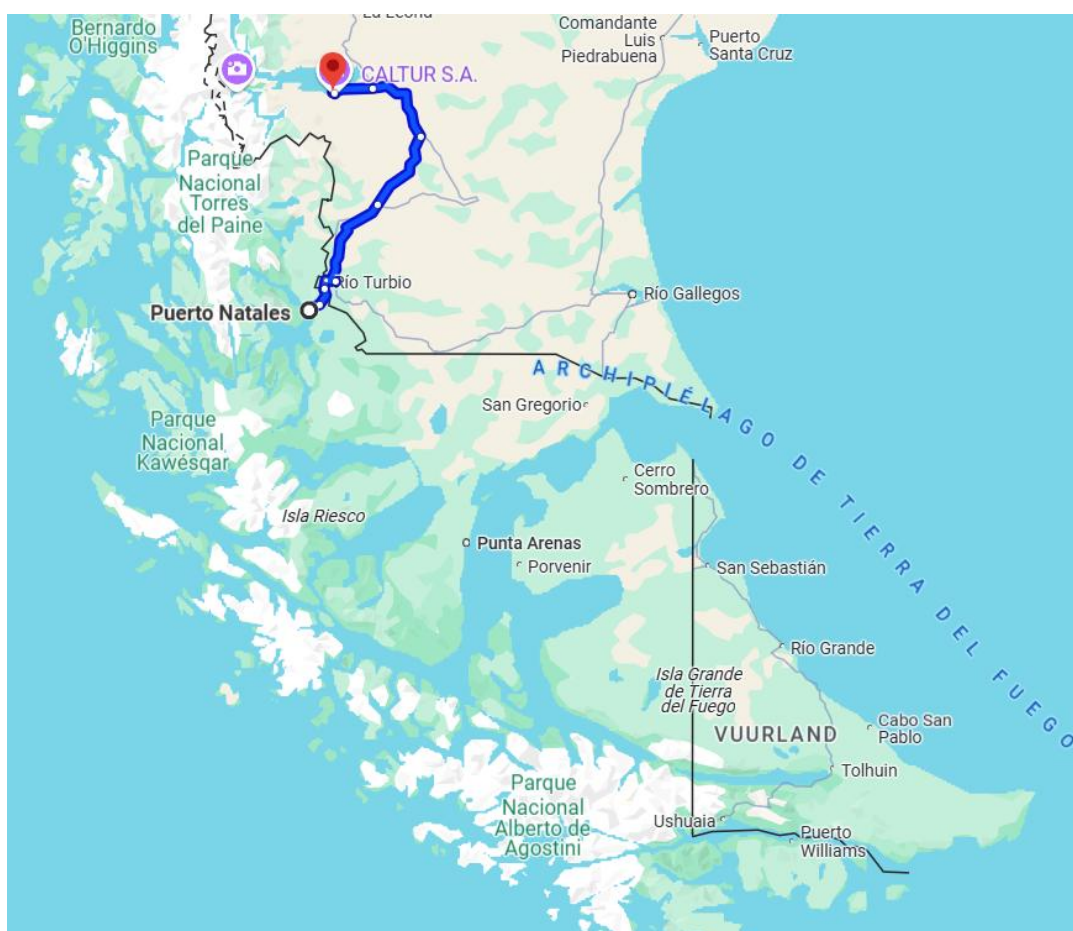 La Leona
Bernardo
O'Higgins
Comandante
Luis
Piedrabuena
Puerto
Santa Cruz
CALTUR S.A.
Parque
Nacional
Torres
del Paine
Río Turbio
Puerto Natales
Río Gallegos
ARCHIPIÉLAGO DE TIERRA DEL FUEGO
San Gregorio
Parque
Nacional
Kawésqar
Cerro
Sombrero
Isla Riesco
Punta Arenas
Porvenir
San Sebastián
Río Grande
Isla Grande
de Tierra
del Fuego
VUURLAND
Cabo San
Pablo
Tolhuin
Parque
Nacional
Alberto de
Agostini
Ushuaia
Puerto
Williams